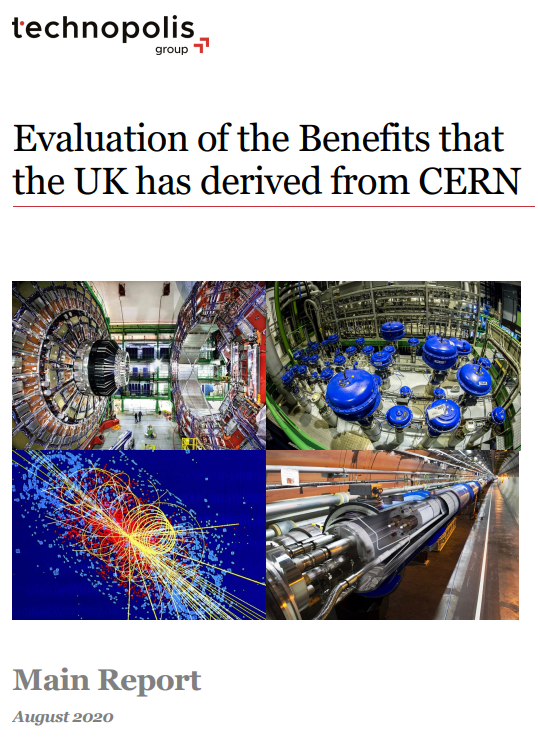 technopolis
group
Evaluation of the Benefits that
the UK has derived from CERN
Main Report
August 2020